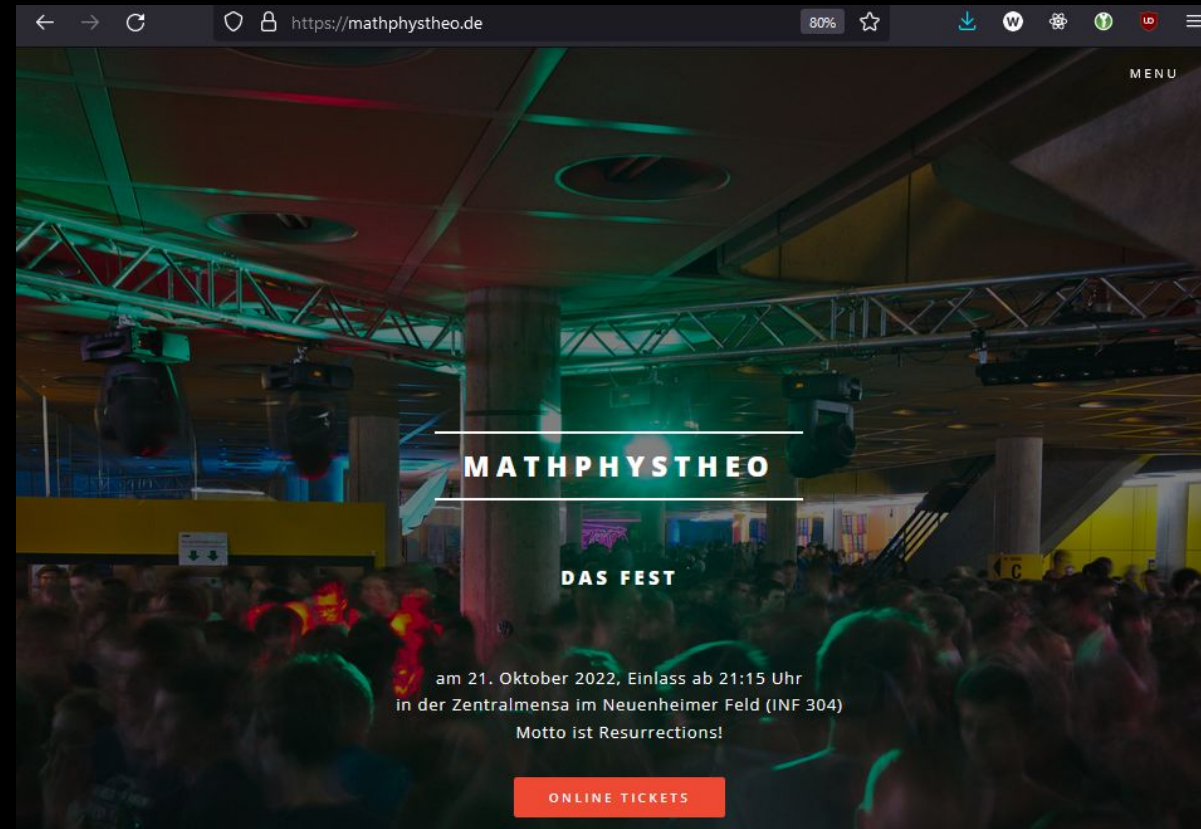 https://mathphystheo.de
80%
W
UD
MENU
MATHPHYSTHEO
DAS FEST
C
am 21. Oktober 2022, Einlass ab 21:15 Uhr
in der Zentralmensa im Neuenheimer Feld (INF 304)
Motto ist Resurrections!
ONLINE TICKETS